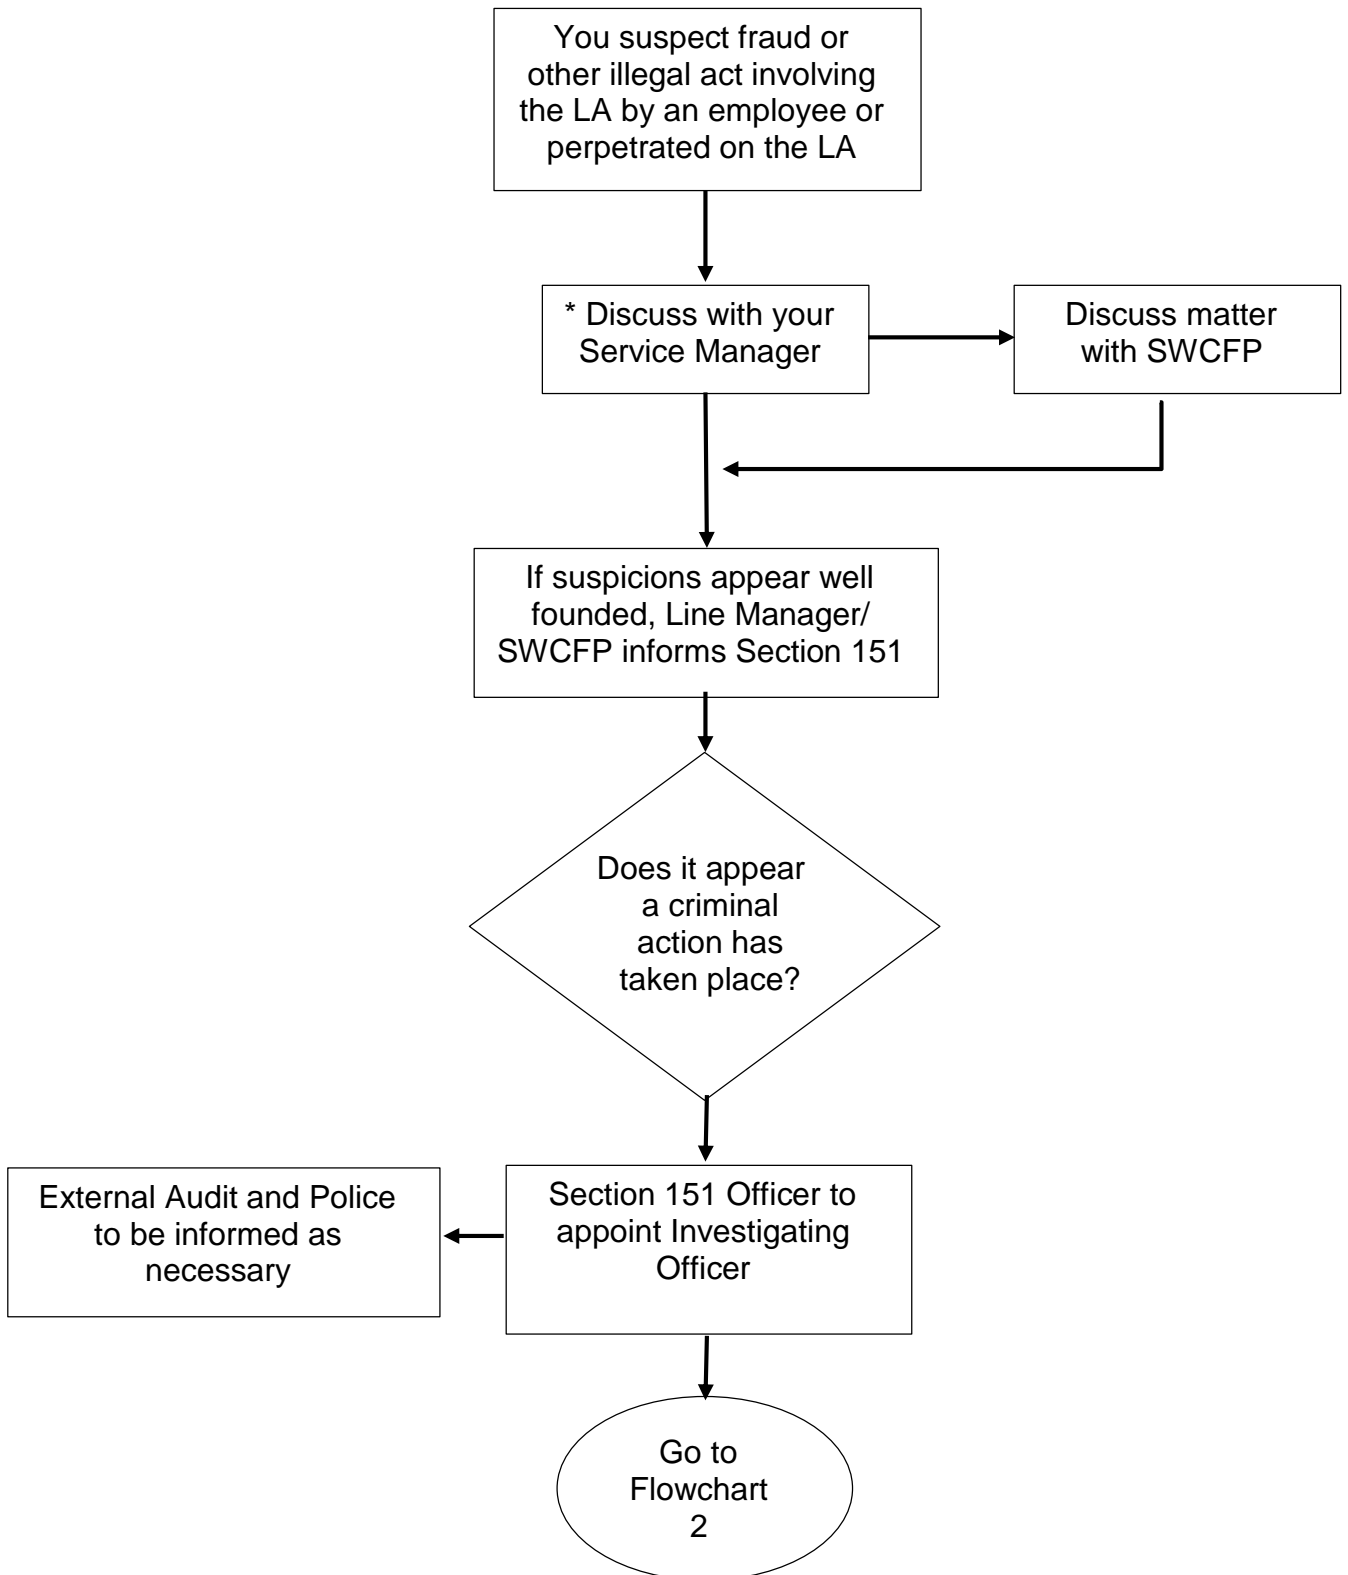 You suspect fraud or
other illegal act involving
the LA by an employee or
perpetrated on the LA
* Discuss with your
Service Manager
Discuss matter
with SWCFP
If suspicions appear well
founded, Line Manager/
SWCFP informs Section 151
Does it appear
a criminal
action has
taken place?
External Audit and Police
to be informed as
necessary
Section 151 Officer to
appoint Investigating
Officer
Go to
Flowchart
2